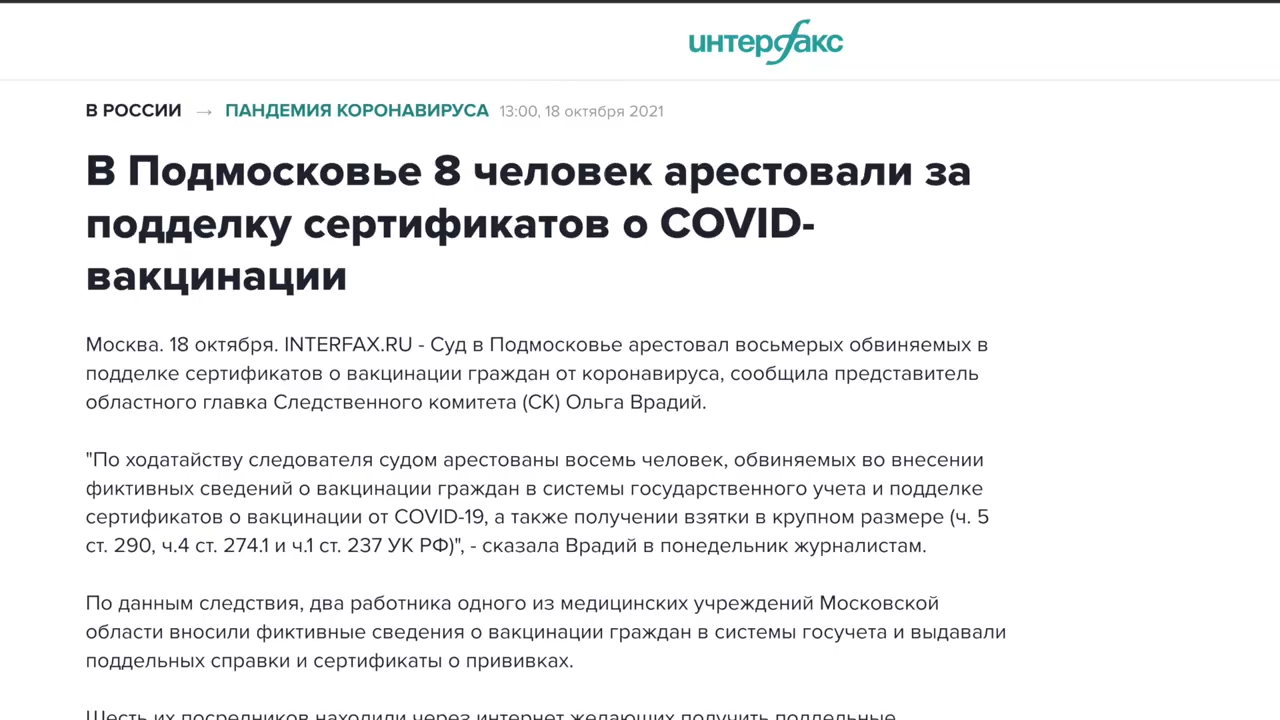 интерфакс
В РОССИИ → ПАНДЕМИЯ КОРОНАВИРУСА 13:00, 18 октября 2021
В Подмосковье 8 человек арестовали за
подделку сертификатов о COVID-
вакцинации
Москва. 18 октября. INTERFAX.RU - Суд в Подмосковье арестовал восьмерых обвиняемых в
подделке сертификатов о вакцинации граждан от коронавируса, сообщила представитель
областного главка Следственного комитета (СК) Ольга Врадий.
"По ходатайству следователя судом арестованы восемь человек, обвиняемых во внесении
фиктивных сведений о вакцинации граждан в системы государственного учета и подделке
сертификатов о вакцинации от COVID-19, а также получении взятки в крупном размере (ч. 5
ст. 290, ч.4 ст. 274.1 и ч.1 ст. 237 УК РФ)", - сказала Врадий в понедельник журналистам.
По данным следствия, два работника одного из медицинских учреждений Московской
области вносили фиктивные сведения о вакцинации граждан в системы госучета и выдавали
поддельных справки и сертификаты о прививках.
Шесть их посредников находили через интернет желающих получить поддельные